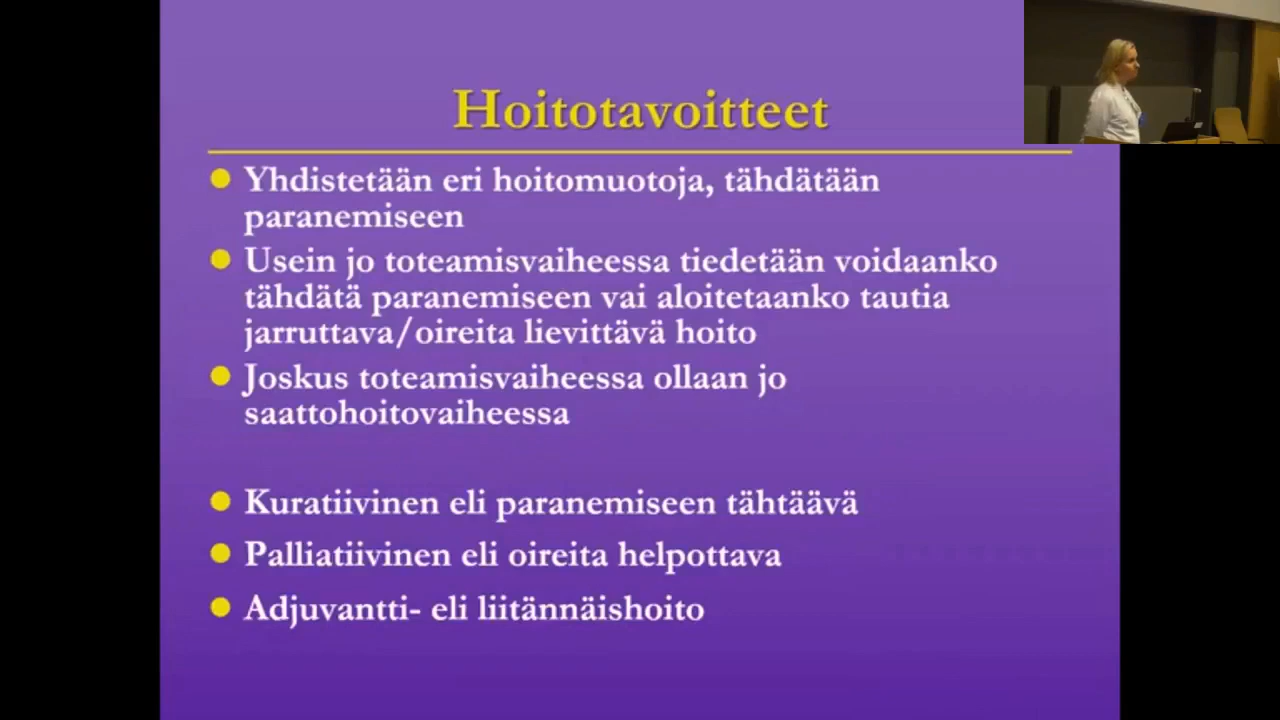 Hoitotavoitteet
Yhdistetään eri hoitomuotoja, tähdätään
paranemiseen
Usein jo toteamisvaiheessa tiedetään voidaanko
tähdätä paranemiseen vai aloitetaanko tautia
jarruttava/oireita lievittävä hoito
Joskus toteamisvaiheessa ollaan jo
saattohoitovaiheessa
Kuratiivinen eli paranemiseen tähtäävä
Palliatiivinen eli oireita helpottava
Adjuvantti- eli liitännäishoito